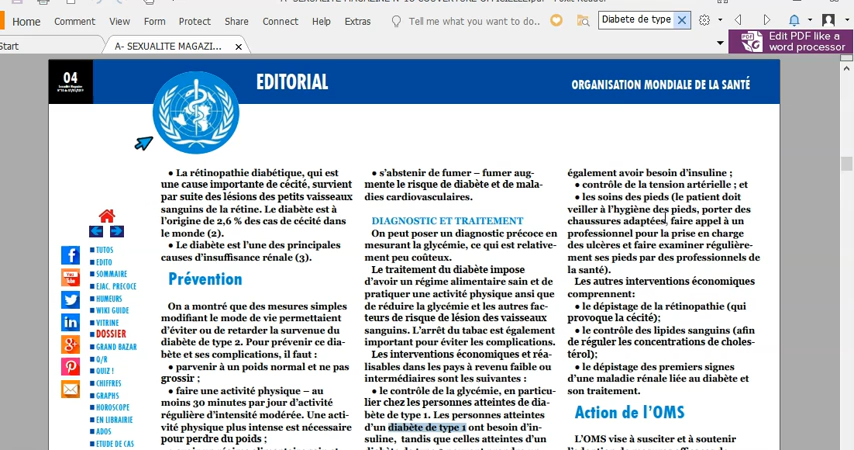 Home Comment View Form Protect Share Connect Help Extras Tell me what you want to do.. Diabete de type
Start
A- SEXUALITE MAGAZI...
Edit PDF like a
word processor
04
EDITORIAL
ORGANISATION MONDIALE DE LA SANTÉ
TUTOS
EDITO
SOMMAIRE
EJAC. PRECOCE
HUMEURS
WIKI GUIDE
VITRINE
DOSSIER
GRAND BAZAR
Q/R
QUIZ !
CHIFFRES
GRAPHS
HOROSCOPE
EN LIBRAIRIE
ADOS
ETUDE DE CAS
• La rétinopathie diabétique, qui est
une cause importante de cécité, survient
par suite des lésions des petits vaisseaux
sanguins de la rétine. Le diabète est à
l'origine de 2,6 % des cas de cécité dans
le monde (2).
• Le diabète est l'une des principales
causes d'insuffisance rénale (3).
Prévention
On a montré que des mesures simples
modifiant le mode de vie permettaient
d'éviter ou de retarder la survenue du
diabète de type 2. Pour prévenir ce dia-
bète et ses complications, il faut :
• parvenir à un poids normal et ne pas
grossir ;
• faire une activité physique – au
moins 30 minutes par jour d'activité
régulière d'intensité modérée. Une acti-
vité physique plus intense est nécessaire
pour perdre du poids ;
• s'abstenir de fumer – fumer aug-
mente le risque de diabète et de mala-
dies cardiovasculaires.
DIAGNOSTIC ET TRAITEMENT
On peut poser un diagnostic précoce en
mesurant la glycémie, ce qui est relative-
ment peu coûteux.
Le traitement du diabète impose
d'avoir un régime alimentaire sain et de
pratiquer une activité physique ansi que
de réduire la glycémie et les autres fac-
teurs de risque de lésion des vaisseaux
sanguins. L'arrêt du tabac est également
important pour éviter les complications.
Les interventions économiques et réa-
lisables dans les pays à revenu faible ou
intermédiaires sont les suivantes :
• le contrôle de la glycémie, en particu-
lier chez les personnes atteintes de dia-
bète de type 1. Les personnes atteintes
d'un diabète de type 1 ont besoin d'in-
suline, tandis que celles atteintes d'un
également avoir besoin d'insuline ;
• contrôle de la tension artérielle ; et
• les soins des pieds (le patient doit
veiller à l'hygiène des pieds, porter des
chaussures adaptées, faire appel à un
professionnel pour la prise en charge
des ulcères et faire examiner régulière-
ment ses pieds par des professionnels de
la santé).
Les autres interventions économiques
comprennent:
• le dépistage de la rétinopathie (qui
provoque la cécité);
• le contrôle des lipides sanguins (afin
de réguler les concentrations de choles-
térol);
• le dépistage des premiers signes
d'une maladie rénale liée au diabète et
son traitement.
Action de l'OMS
L'OMS vise à susciter et à soutenir